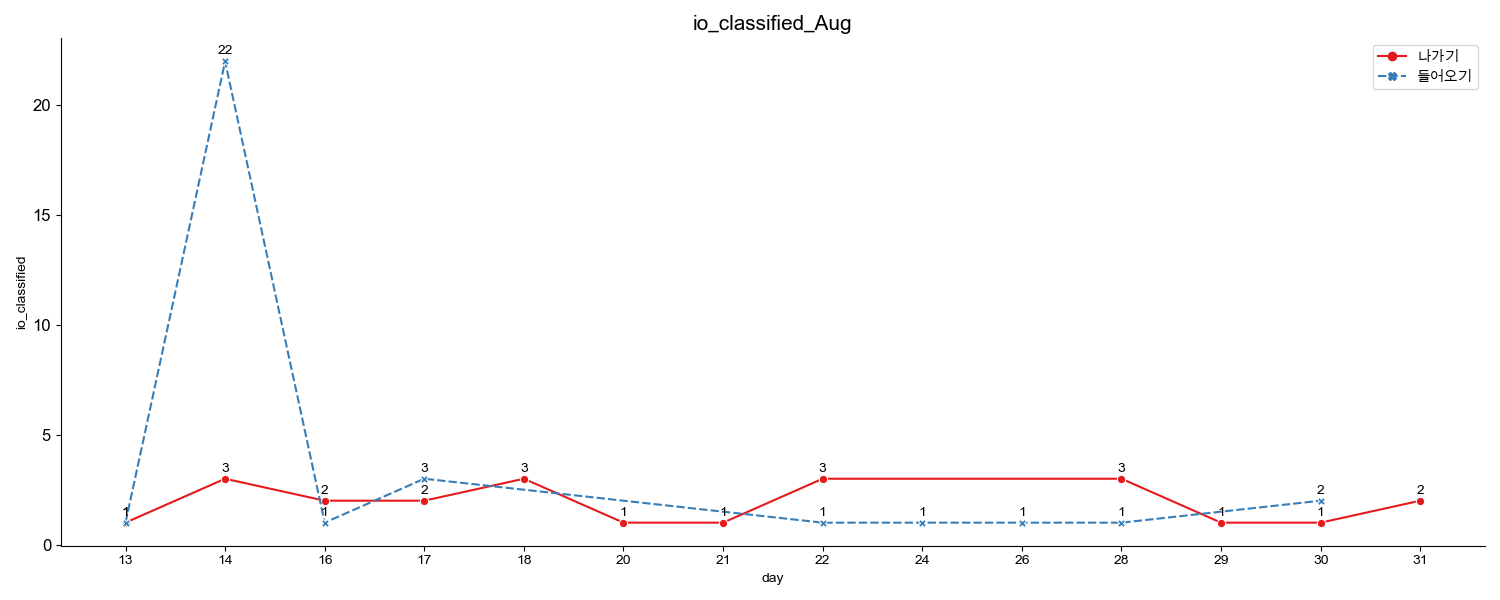 io_classified_Aug
나가기
들어오기
22
20
15
10
5
0
io_classified
3 3 3 3 3
2 2 2 2
1 1 1 1 1 1 1 1 1 1
13 14 16 17 18 20 21 22 24 26 28 29 30 31
day